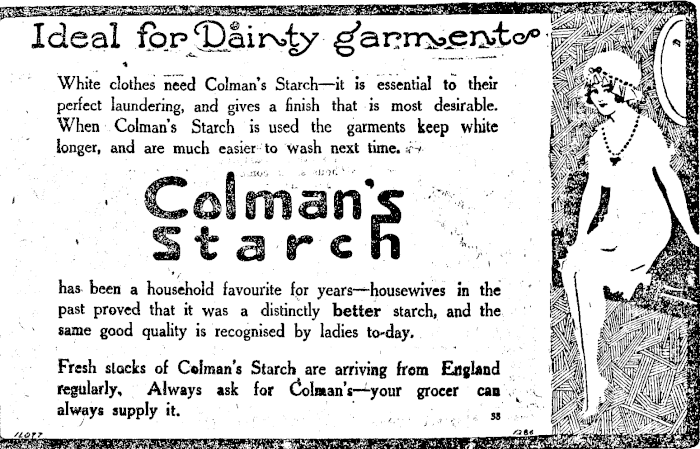 Ideal for Dainty garments
White clothes need Colman's Starch—it is essential to their
perfect laundering, and gives a finish that is most desirable.
When Colman's Starch is used the garments keep white
longer, and are much easier to wash next time.
Colman's
Starch
has been a household favourite for years—housewives in the
past proved that it was a distinctly better starch, and the
same good quality is recognised by ladies to-day.
Fresh stocks of Colman's Starch are arriving from England
regularly. Always ask for Colman's—your grocer can
always supply it.